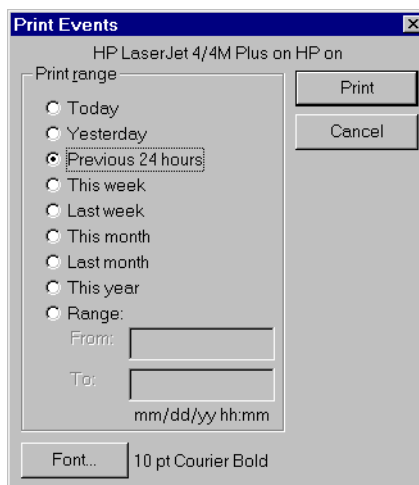 Print Events
HP LaserJet 4/4M Plus on HP on
Print range
Print
Today
Cancel
Yesterday
Previous 24 hours
This week
Last week
This month
Last month
This year
Range:
From:
To:
mm/dd/yy hh:mm
Font... 10 pt Courier Bold